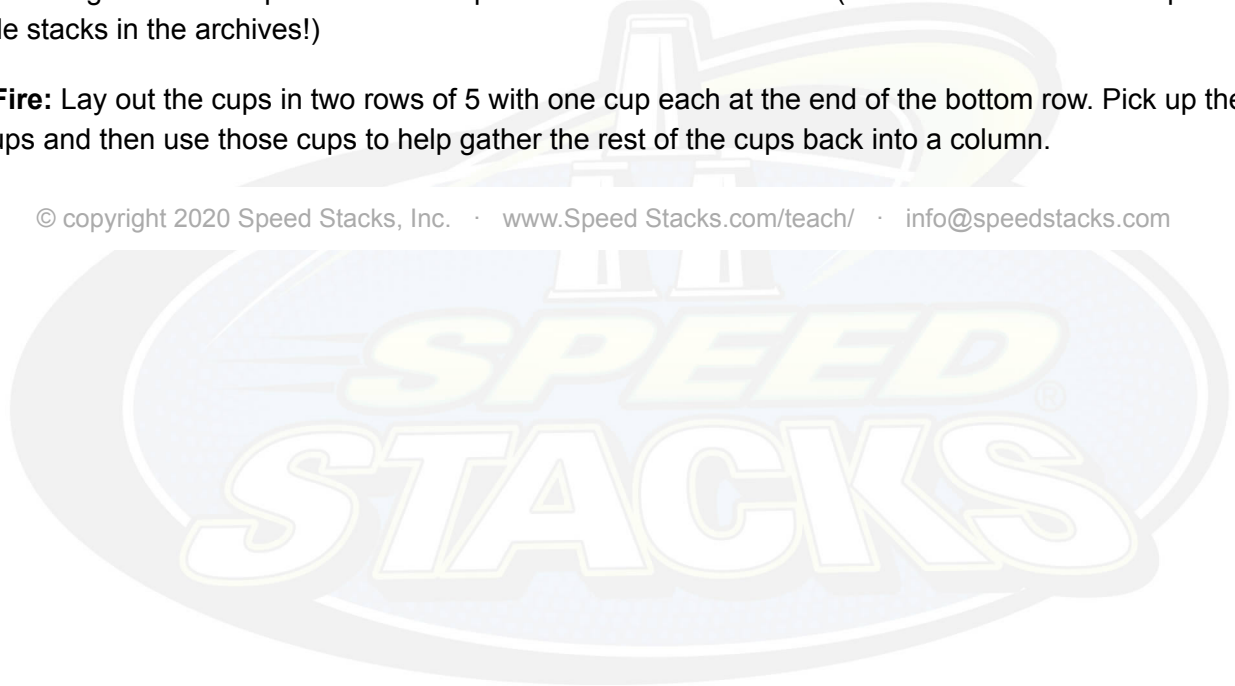 le stacks in the archives!)
Fire: Lay out the cups in two rows of 5 with one cup each at the end of the bottom row. Pick up the
ups and then use those cups to help gather the rest of the cups back into a column.
© copyright 2020 Speed Stacks, Inc. · www.Speed Stacks.com/teach/ · info@speedstacks.com
SPEED
STACKS
®